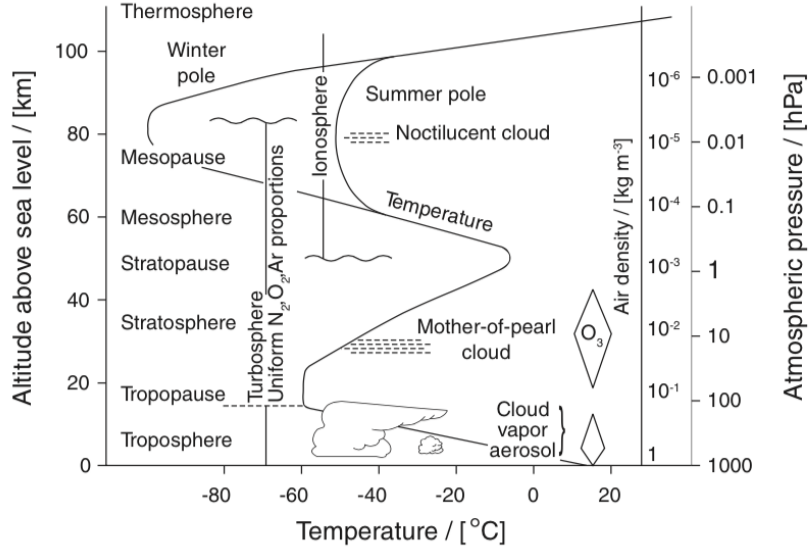 Thermosphere
Winter
pole
Summer pole
Noctilucent cloud
Ionosphere
Mesopause
Mesosphere
Temperature
Stratopause
Stratosphere
Turbosphere
Uniform N₂,O₂,Ar proportions
Mother-of-pearl
cloud
O₃
Tropopause
Troposphere
Cloud
vapor
aerosol
Altitude above sea level / [km]
100
80
60
40
20
0
-80
-60
-40
-20
0
20
Temperature / [°C]
Air density / [kg m⁻³]
10⁻⁶
10⁻⁵
10⁻⁴
10⁻³
10⁻²
10⁻¹
1
0.001
0.01
0.1
1
10
100
1000
Atmospheric pressure / [hPa]